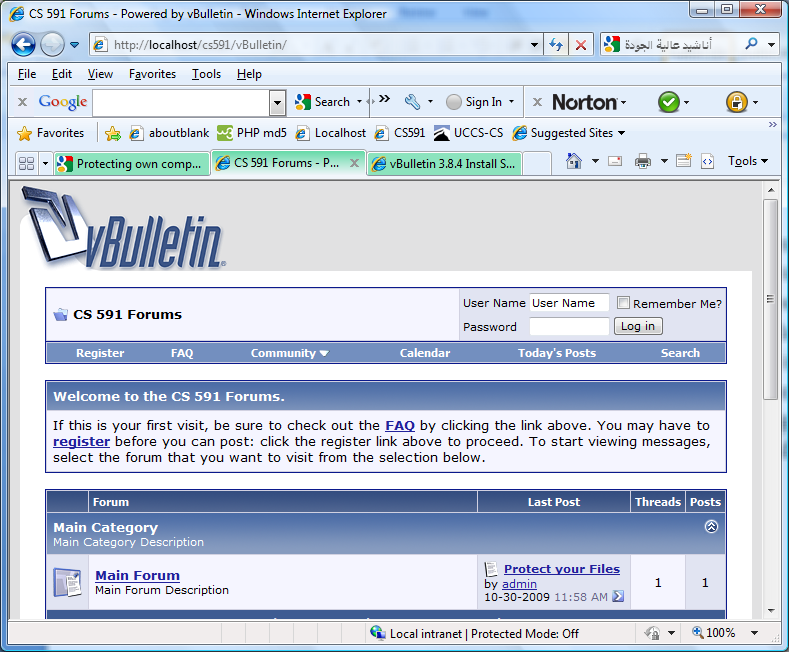 CS 591 Forums - Powered by vBulletin - Windows Internet Explorer
http://localhost/cs591/vBulletin/
أناشيد عالية الجودة
File Edit View Favorites Tools Help
Google Search Sign In Norton
Favorites aboutblank PHP md5 Localhost CS591 UCCS-CS Suggested Sites
Protecting own comp... CS 591 Forums - P... vBulletin 3.8.4 Install S... Tools
vBulletin
CS 591 Forums
User Name User Name Remember Me?
Password Log in
Register FAQ Community Calendar Today's Posts Search
Welcome to the CS 591 Forums.
If this is your first visit, be sure to check out the FAQ by clicking the link above. You may have to
register before you can post: click the register link above to proceed. To start viewing messages,
select the forum that you want to visit from the selection below.
Forum Last Post Threads Posts
Main Category
Main Category Description
Main Forum
Main Forum Description
Protect your Files
by admin
10-30-2009 11:58 AM
1 1
Local intranet | Protected Mode: Off 100%